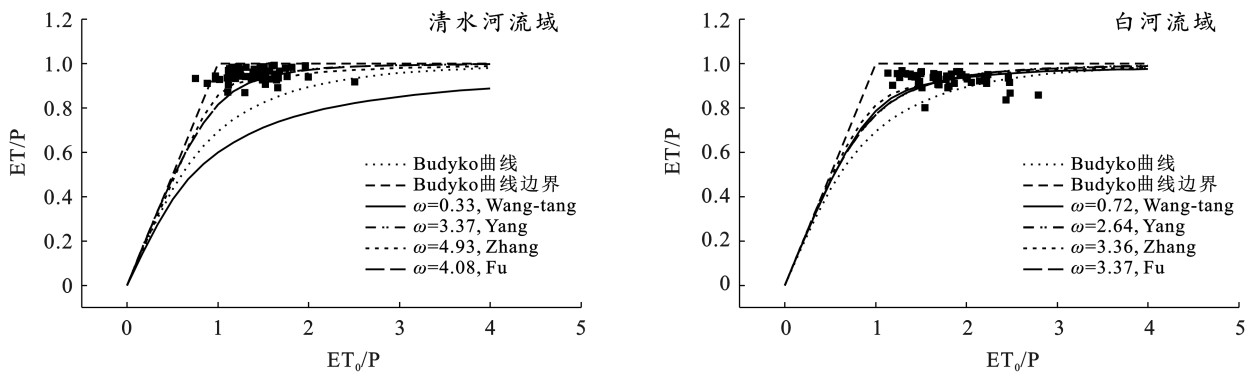 清水河流域
1.2
1.0
0.8
0.6
0.4
0.2
0
ET/P
Budyko曲线
Budyko曲线边界
ω=0.33, Wang-tang
ω=3.37, Yang
ω=4.93, Zhang
ω=4.08, Fu
0 1 2 3 4 5
ET₀/P
白河流域
1.2
1.0
0.8
0.6
0.4
0.2
0
ET/P
Budyko曲线
Budyko曲线边界
ω=0.72, Wang-tang
ω=2.64, Yang
ω=3.36, Zhang
ω=3.37, Fu
0 1 2 3 4 5
ET₀/P